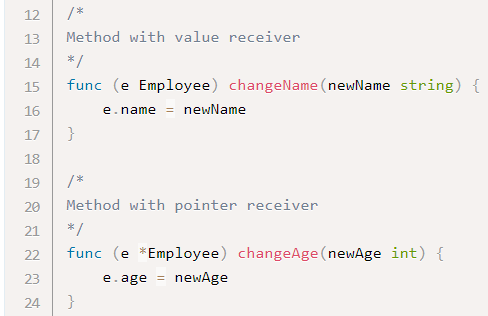 12 /*
13 Method with value receiver
14 */
15 func (e Employee) changeName(newName string) {
16     e.name = newName
17 }
18
19 /*
20 Method with pointer receiver
21 */
22 func (e *Employee) changeAge(newAge int) {
23     e.age = newAge
24 }